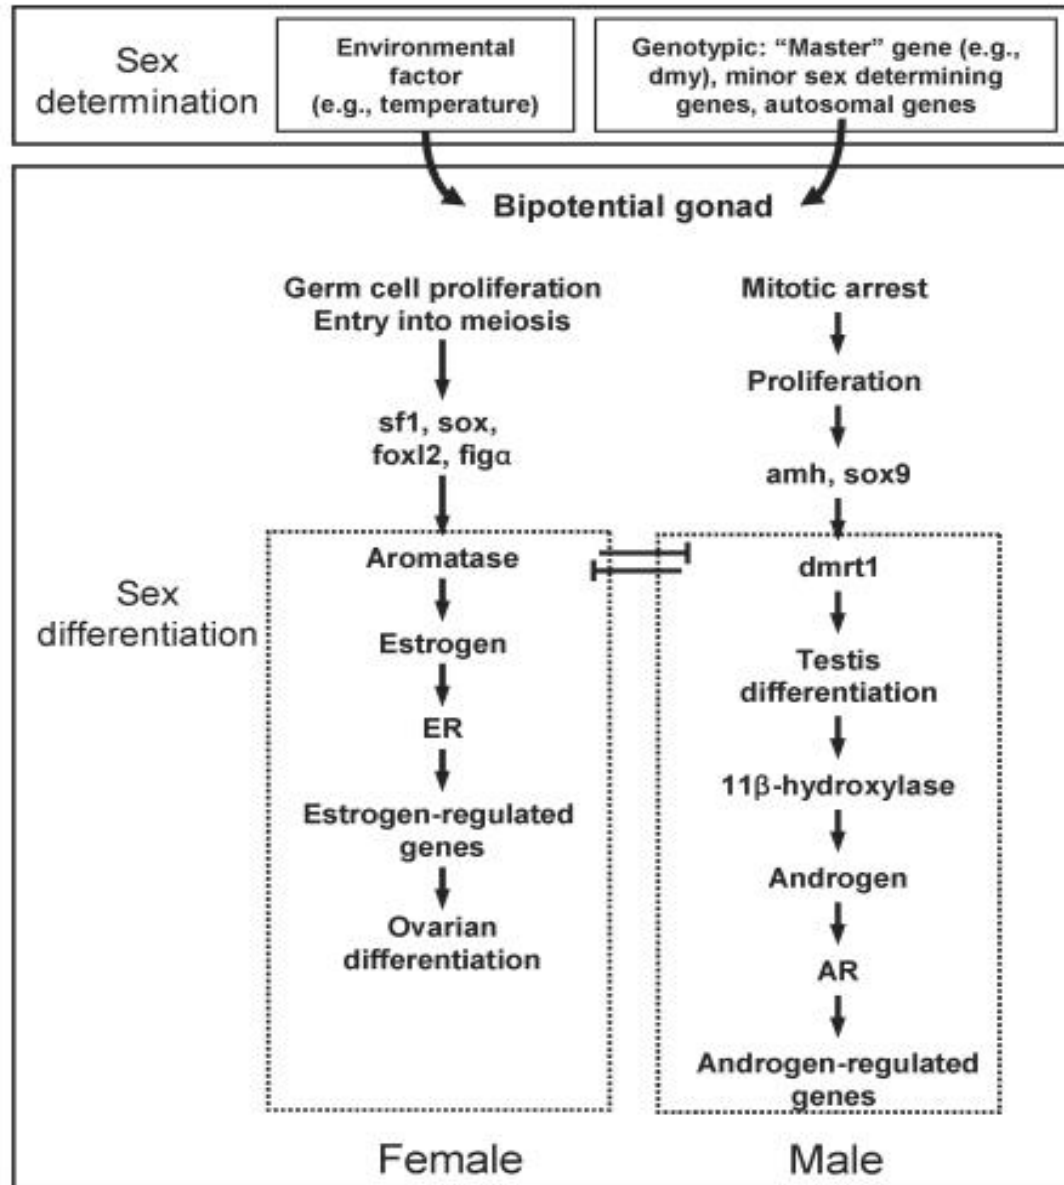 Sex
determination
Environmental
factor
(e.g., temperature)
Genotypic: “Master” gene (e.g.,
dmy), minor sex determining
genes, autosomal genes
Bipotential gonad
Sex
differentiation
Germ cell proliferation
Entry into meiosis
sf1, sox,
foxl2, figα
Aromatase
Estrogen
ER
Estrogen-regulated
genes
Ovarian
differentiation
Female
Mitotic arrest
Proliferation
amh, sox9
dmrt1
Testis
differentiation
11β-hydroxylase
Androgen
AR
Androgen-regulated
genes
Male